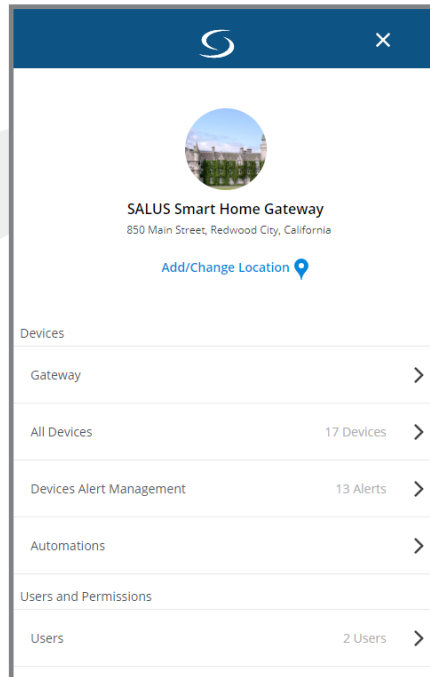 SALUS Smart Home Gateway
850 Main Street, Redwood City, California
Add/Change Location
Devices
Gateway
All Devices 17 Devices
Devices Alert Management 13 Alerts
Automations
Users and Permissions
Users 2 Users